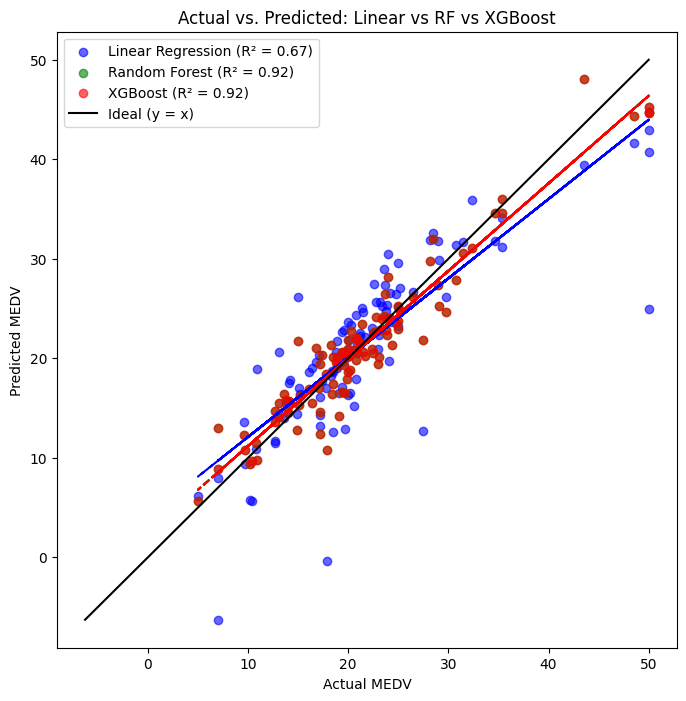 Actual vs. Predicted: Linear vs RF vs XGBoost
Linear Regression (R² = 0.67)
Random Forest (R² = 0.92)
XGBoost (R² = 0.92)
Ideal (y = x)
50
40
30
20
10
0
Predicted MEDV
0 10 20 30 40 50
Actual MEDV